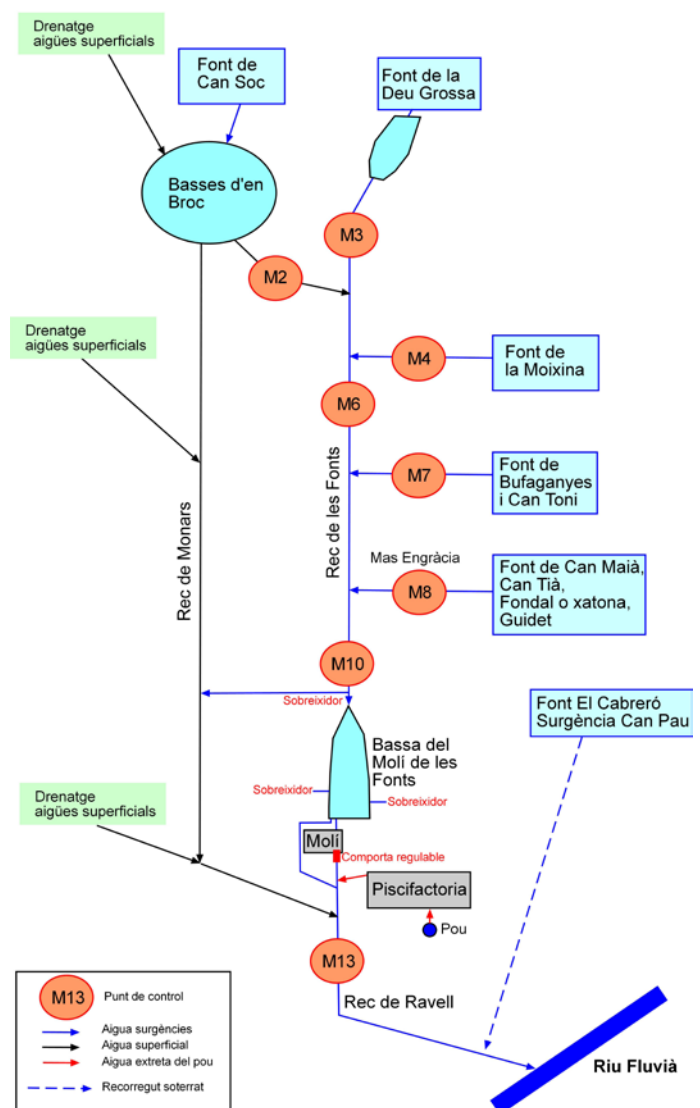 Drenatge
aigües superficials
Font de
Can Soc
Font de la
Deu Grossa
Basses d'en
Broc
M3
M2
Drenatge
aigües superficials
M4
Font de
la Moixina
M6
Rec de les Fonts
M7
Font de
Bufaganyes
i Can Toni
Rec de Monars
Mas Engràcia
M8
Font de Can Maià,
Can Tià,
Fondal o xatona,
Guidet
M10
Sobreixidor
Font El Cabreró
Surgència Can Pau
Bassa del
Molí de les
Fonts
Sobreixidor
Sobreixidor
Drenatge
aigües superficials
Molí
Comporta regulable
Piscifactoria
Pou
M13
Rec de Ravell
M13
Punt de control
Aigua surgències
Aigua superficial
Aigua extreta del pou
Recorregut soterrat
Riu Fluvià